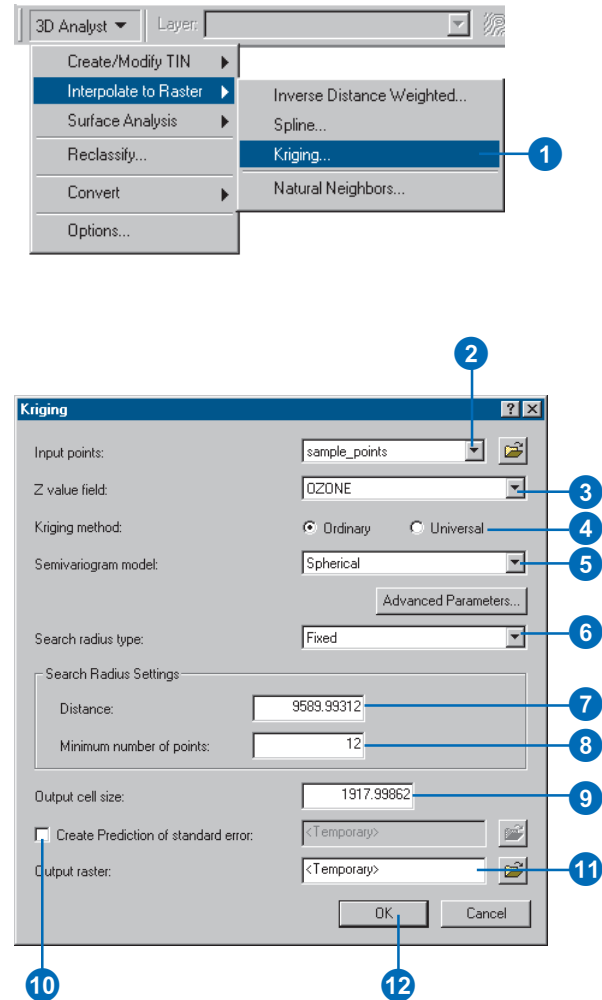 3D Analyst Layer:
Create/Modify TIN
Interpolate to Raster
Surface Analysis
Reclassify...
Convert
Options...
Inverse Distance Weighted...
Spline...
Kriging... 1
Natural Neighbors...
2
Kriging ? ×
Input points: sample_points
Z value field: OZONE 3
Kriging method: Ordinary Universal 4
Semivariogram model: Spherical 5
Advanced Parameters...
Search radius type: Fixed 6
Search Radius Settings
Distance: 9589.99312 7
Minimum number of points: 12 8
Output cell size: 1917.99862 9
Create Prediction of standard error: <Temporary>
Output raster: <Temporary> 11
OK Cancel
10 12